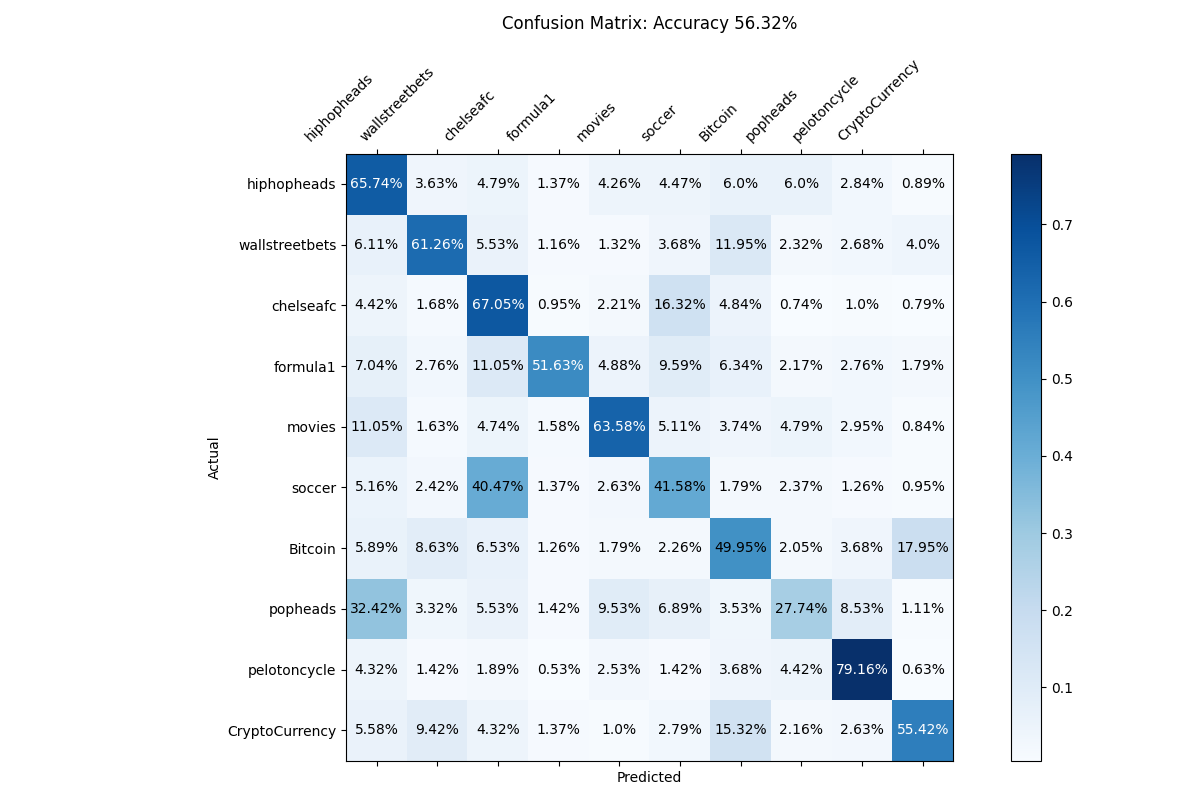 Confusion Matrix: Accuracy 56.32%
hiphopheads wallstreetbets chelseafc formula1 movies soccer Bitcoin popheads pelotoncycle CryptoCurrency
hiphopheads 65.74% 3.63% 4.79% 1.37% 4.26% 4.47% 6.0% 6.0% 2.84% 0.89%
wallstreetbets 6.11% 61.26% 5.53% 1.16% 1.32% 3.68% 11.95% 2.32% 2.68% 4.0%
chelseafc 4.42% 1.68% 67.05% 0.95% 2.21% 16.32% 4.84% 0.74% 1.0% 0.79%
formula1 7.04% 2.76% 11.05% 51.63% 4.88% 9.59% 6.34% 2.17% 2.76% 1.79%
movies 11.05% 1.63% 4.74% 1.58% 63.58% 5.11% 3.74% 4.79% 2.95% 0.84%
soccer 5.16% 2.42% 40.47% 1.37% 2.63% 41.58% 1.79% 2.37% 1.26% 0.95%
Bitcoin 5.89% 8.63% 6.53% 1.26% 1.79% 2.26% 49.95% 2.05% 3.68% 17.95%
popheads 32.42% 3.32% 5.53% 1.42% 9.53% 6.89% 3.53% 27.74% 8.53% 1.11%
pelotoncycle 4.32% 1.42% 1.89% 0.53% 2.53% 1.42% 3.68% 4.42% 79.16% 0.63%
CryptoCurrency 5.58% 9.42% 4.32% 1.37% 1.0% 2.79% 15.32% 2.16% 2.63% 55.42%
Actual
Predicted
0.7
0.6
0.5
0.4
0.3
0.2
0.1